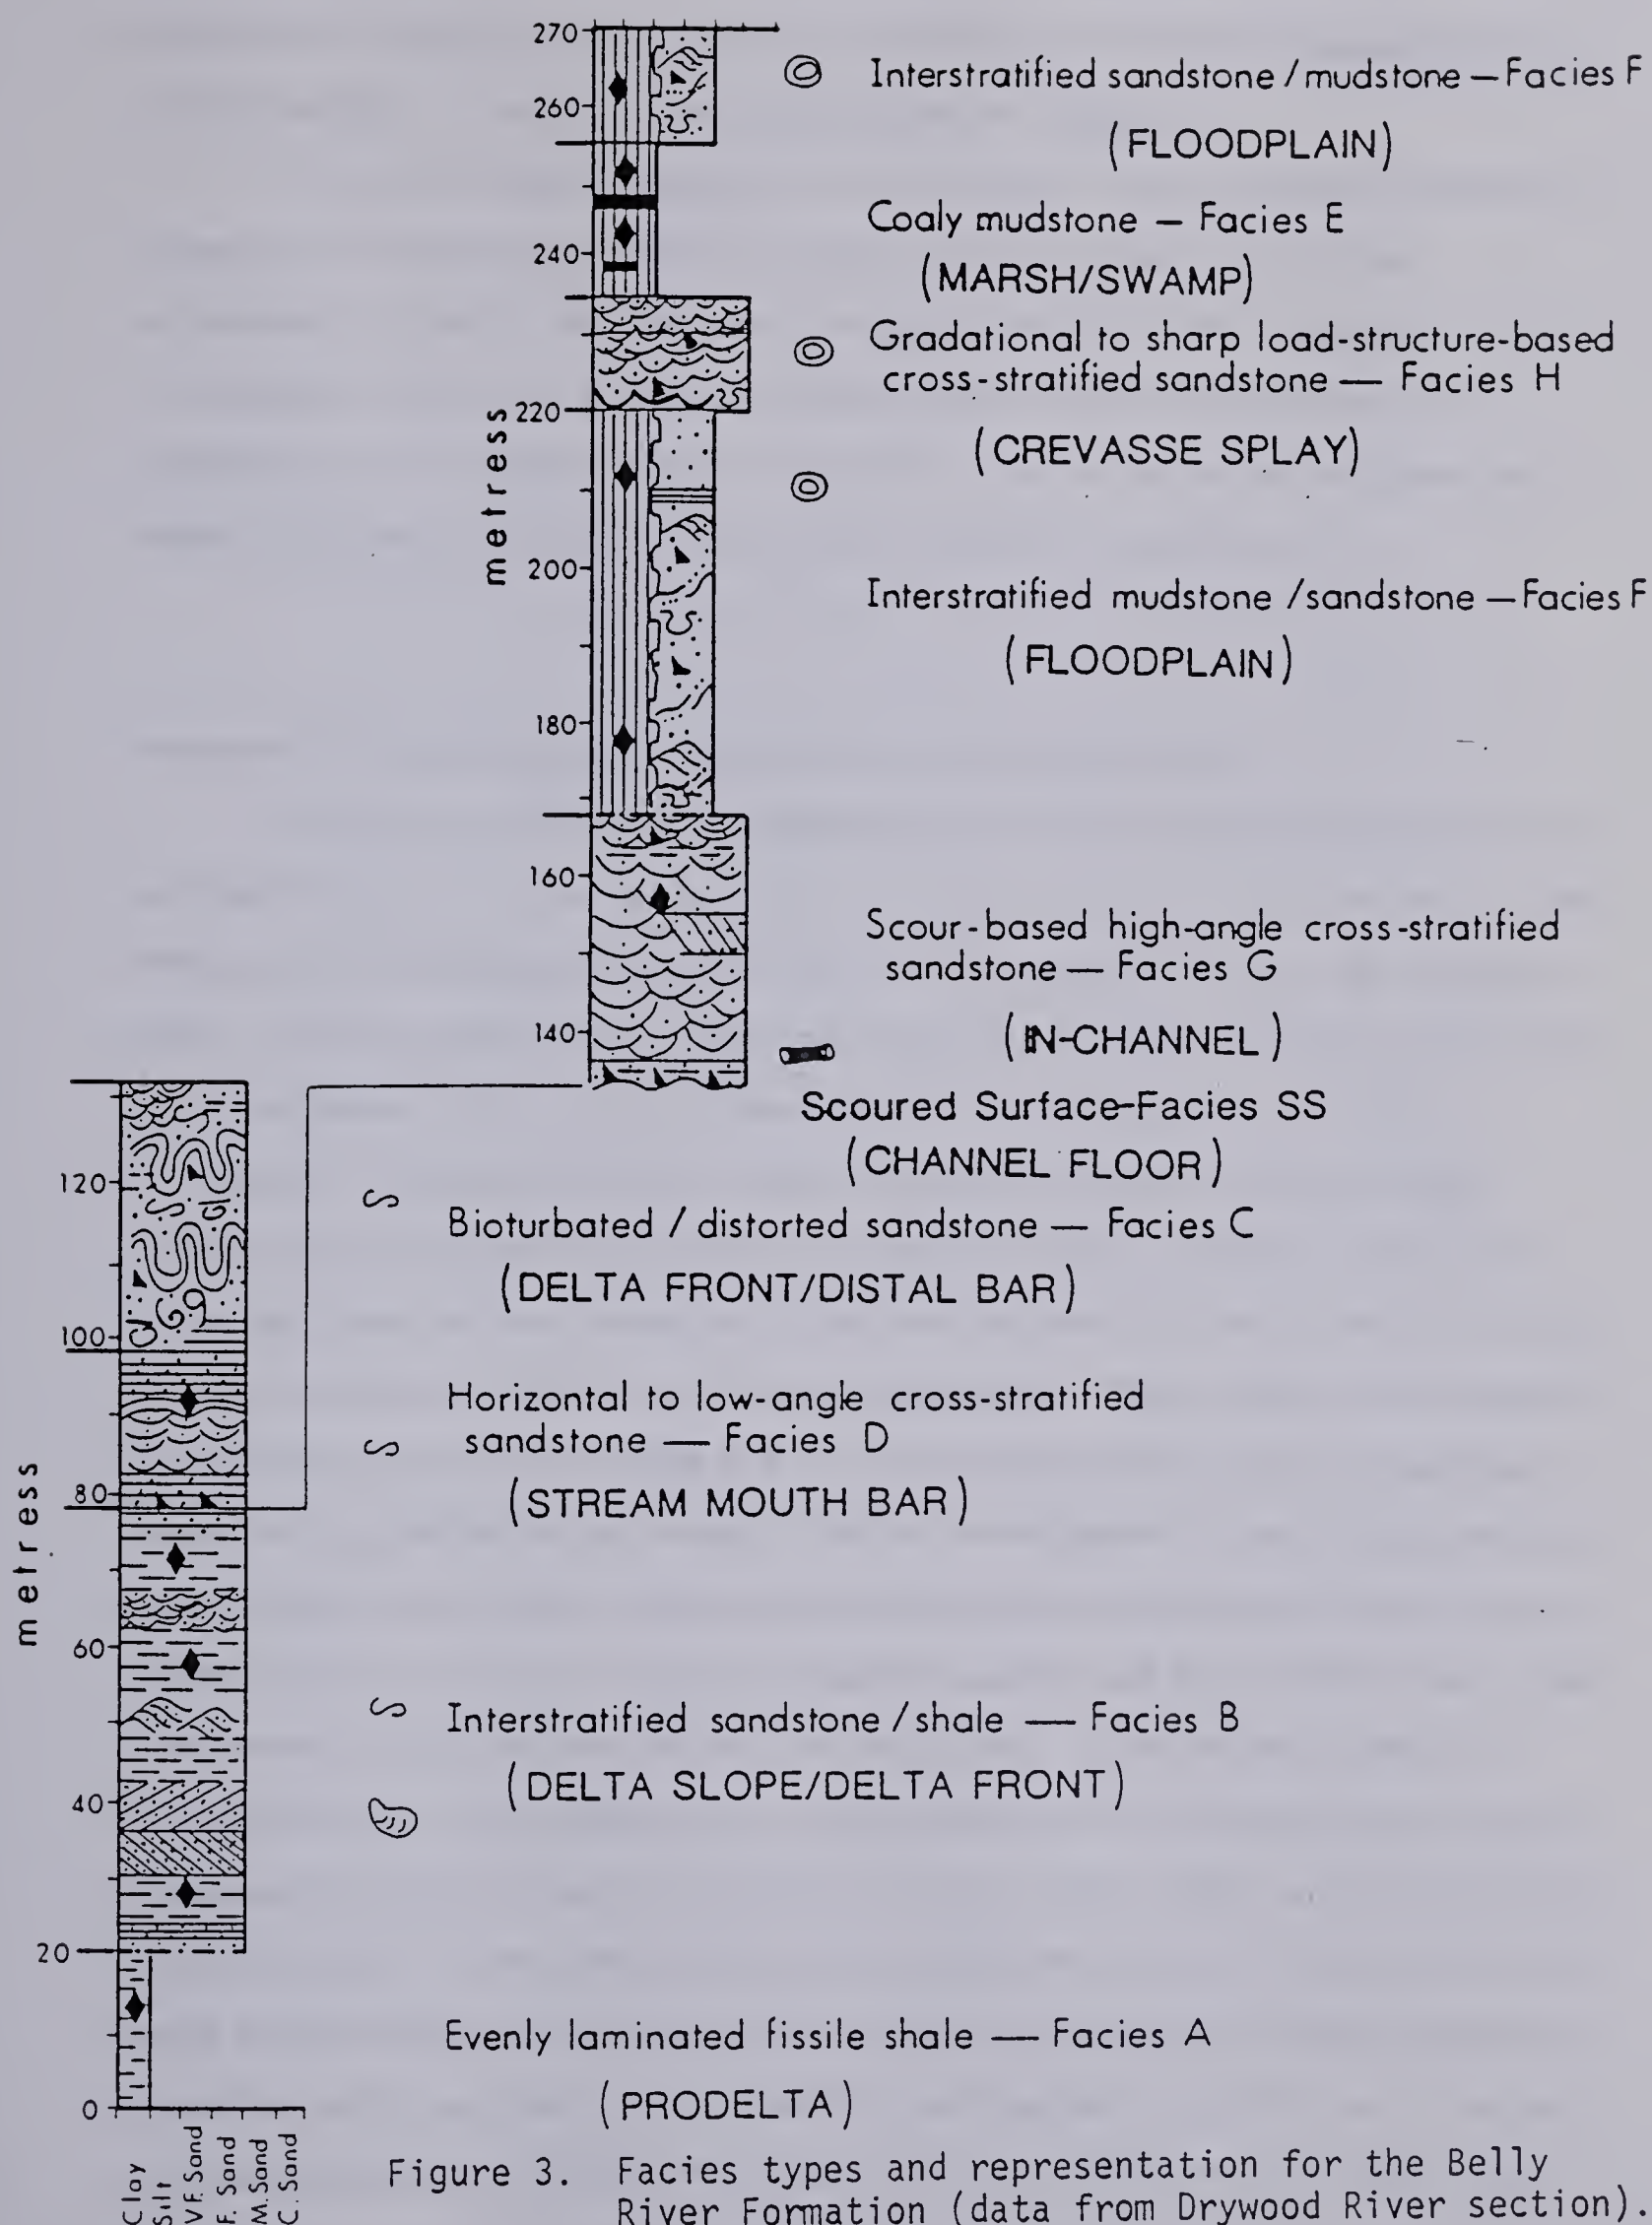 270
260
240
220
200
180
160
140
metress
Interstratified sandstone / mudstone — Facies F
(FLOODPLAIN)
Coaly mudstone — Facies E
(MARSH/SWAMP)
Gradational to sharp load-structure-based
cross-stratified sandstone — Facies H
(CREVASSE SPLAY)
Interstratified mudstone / sandstone — Facies F
(FLOODPLAIN)
Scour-based high-angle cross-stratified
sandstone — Facies G
(IN-CHANNEL)
Scoured Surface-Facies SS
(CHANNEL FLOOR)
120
100
80
60
40
20
0
metress
Bioturbated / distorted sandstone — Facies C
(DELTA FRONT/DISTAL BAR)
Horizontal to low-angle cross-stratified
sandstone — Facies D
(STREAM MOUTH BAR)
Interstratified sandstone / shale — Facies B
(DELTA SLOPE/DELTA FRONT)
Evenly laminated fissile shale — Facies A
(PRODELTA)
Clay
Silt
V.F. Sand
F. Sand
M. Sand
C. Sand
Figure 3. Facies types and representation for the Belly
River Formation (data from Drywood River section).